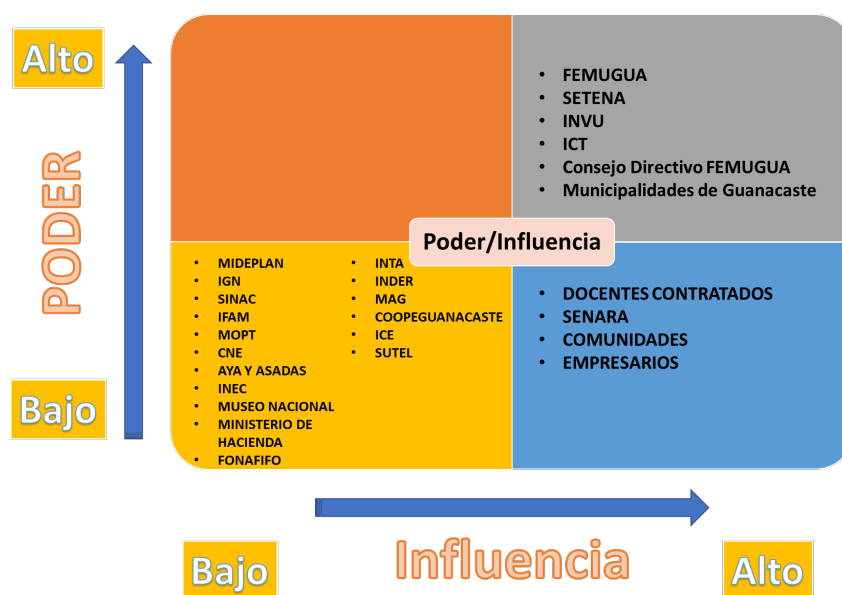 Alto
PODER
Bajo
• FEMUGUA
• SETENA
• INVU
• ICT
• Consejo Directivo FEMUGUA
• Municipalidades de Guanacaste
Poder/Influencia
• MIDEPLAN
• IGN
• SINAC
• IFAM
• MOPT
• CNE
• AYA Y ASADAS
• INEC
• MUSEO NACIONAL
• MINISTERIO DE
HACIENDA
• FONAFIFO
• INTA
• INDER
• MAG
• COOPEGUANACASTE
• ICE
• SUTEL
• DOCENTES CONTRATADOS
• SENARA
• COMUNIDADES
• EMPRESARIOS
Bajo
Influencia
Alto